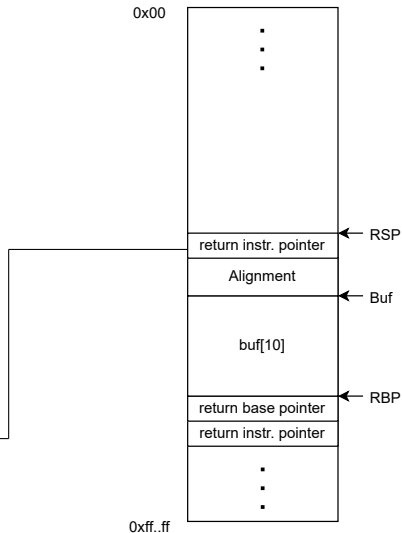 0x00
RSP
return instr. pointer
Alignment
Buf
buf[10]
RBP
return base pointer
return instr. pointer
0xff..ff